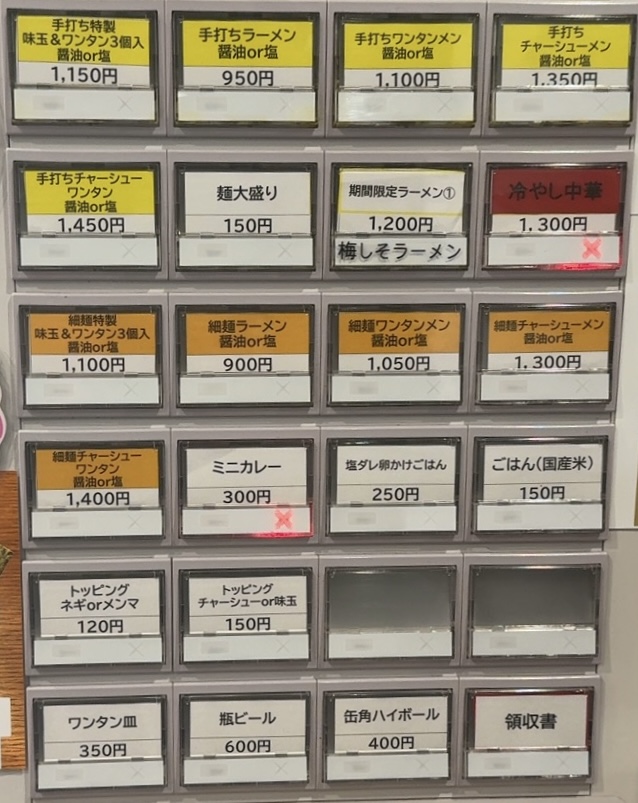 手打ち特製
味玉&ワンタン3個入
醤油or塩
1,150円
手打ちラーメン
醤油or塩
950円
手打ちワンタンメン
醤油or塩
1,100円
手打ち
チャーシューメン
醤油or塩
1,350円
手打ちチャーシュー
ワンタン
醤油or塩
1,450円
麺大盛り
150円
期間限定ラーメン①
1,200円
梅しそラーメン
冷やし中華
1,300円
細麺特製
味玉&ワンタン3個入
醤油or塩
1,100円
細麺ラーメン
醤油or塩
900円
細麺ワンタンメン
醤油or塩
1,050円
細麺チャーシューメン
醤油or塩
1,300円
細麺チャーシュー
ワンタン
醤油or塩
1,400円
ミニカレー
300円
塩ダレ卵かけごはん
250円
ごはん(国産米)
150円
トッピング
ネギorメンマ
120円
トッピング
チャーシューor味玉
150円
ワンタン皿
350円
瓶ビール
600円
缶角ハイボール
400円
領収書